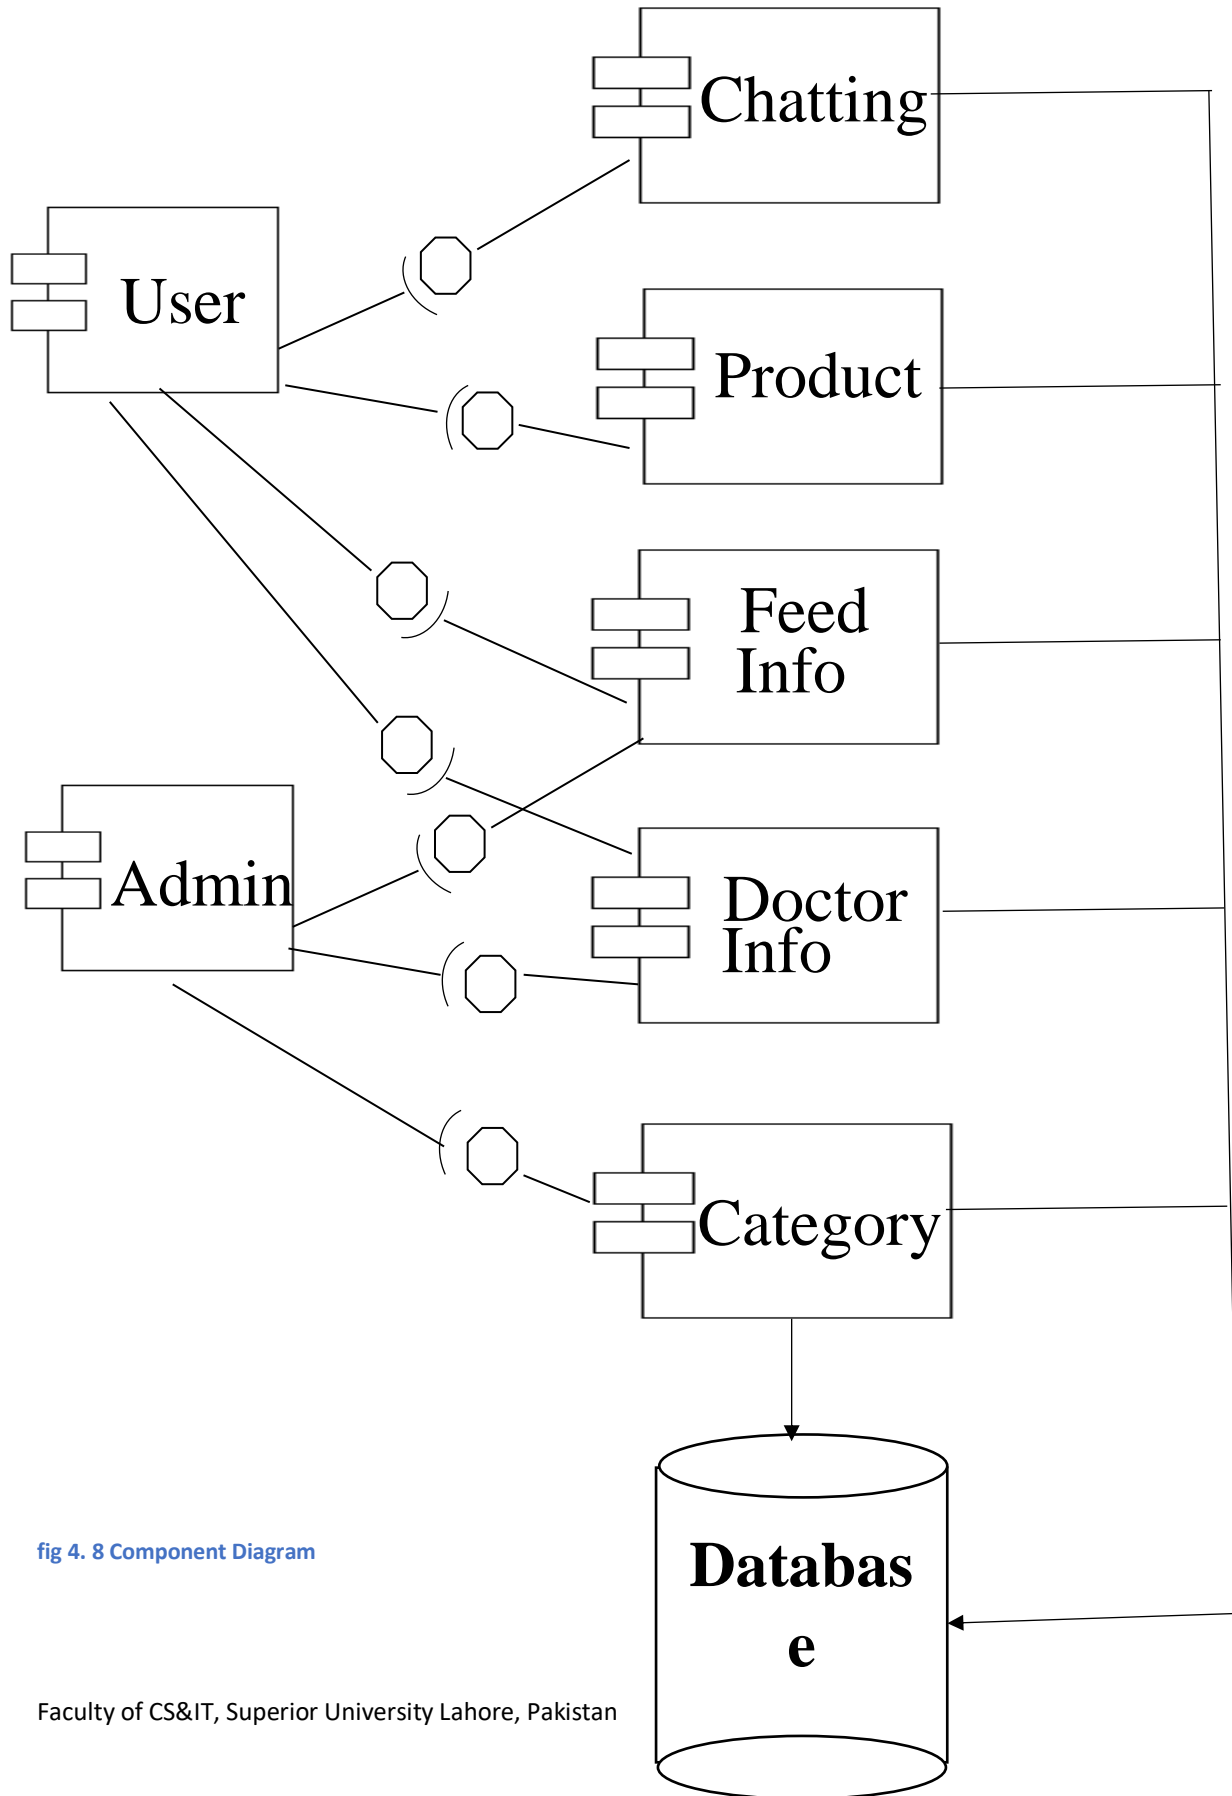 Chatting
User
Product
Feed
Info
Admin
Doctor
Info
Category
Databas
e
fig 4. 8 Component Diagram
Faculty of CS&IT, Superior University Lahore, Pakistan